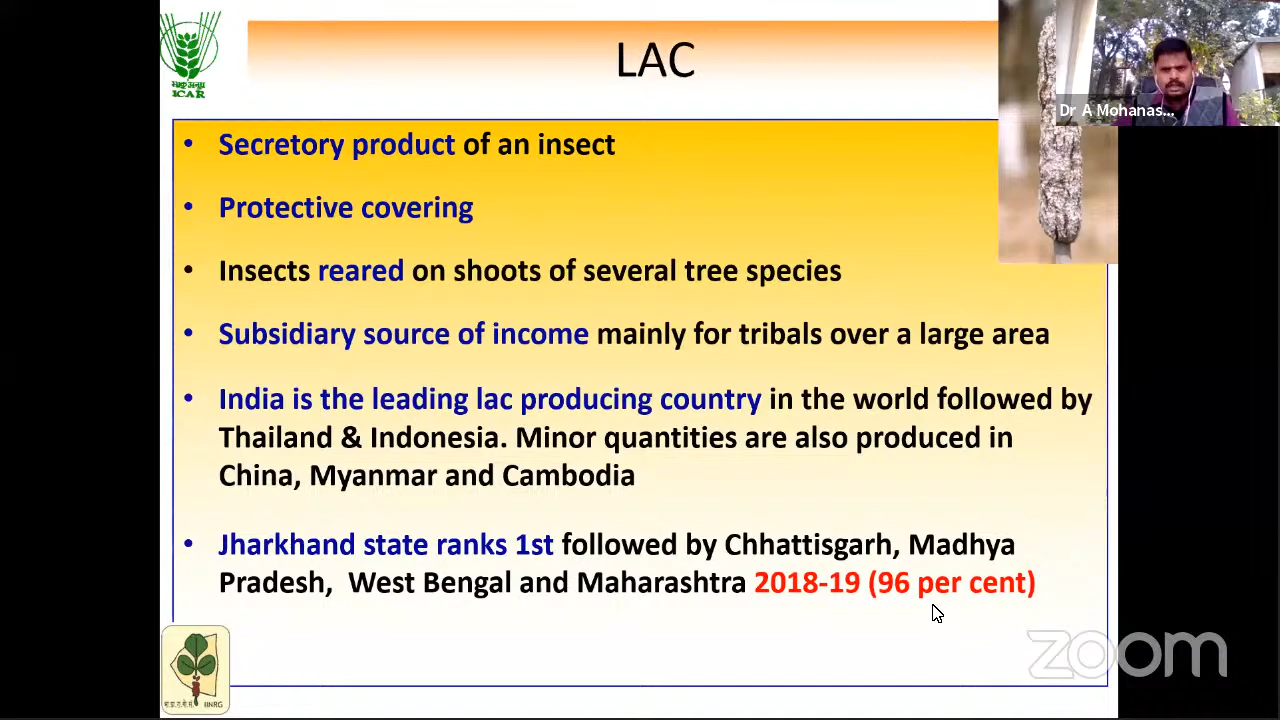 LAC
भाकृअनुप
ICAR
Dr A Mohanas...
• Secretory product of an insect
• Protective covering
• Insects reared on shoots of several tree species
• Subsidiary source of income mainly for tribals over a large area
• India is the leading lac producing country in the world followed by
Thailand & Indonesia. Minor quantities are also produced in
China, Myanmar and Cambodia
• Jharkhand state ranks 1st followed by Chhattisgarh, Madhya
Pradesh, West Bengal and Maharashtra 2018-19 (96 per cent)
IINRG
zoom